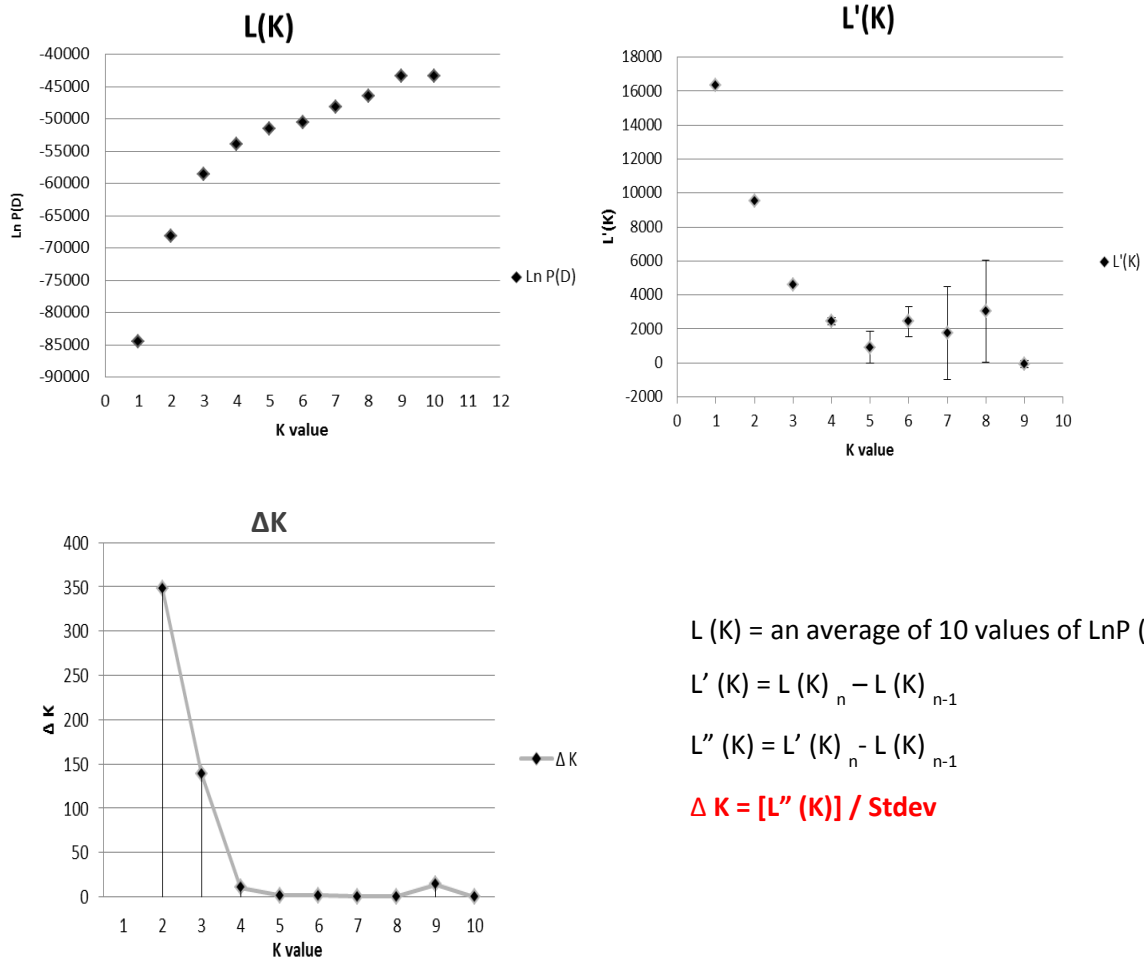 L(K)
-40000
-45000
-50000
-55000
-60000
-65000
-70000
-75000
-80000
-85000
-90000
Ln P(D)
0 1 2 3 4 5 6 7 8 9 10 11 12
K value
Ln P(D)
L'(K)
18000
16000
14000
12000
10000
8000
6000
4000
2000
0
-2000
L'(K)
0 1 2 3 4 5 6 7 8 9 10
K value
L'(K)
ΔK
400
350
300
250
200
150
100
50
0
Δ K
1 2 3 4 5 6 7 8 9 10
K value
Δ K
L (K) = an average of 10 values of LnP (
L’ (K) = L (K) n – L (K) n-1
L’’ (K) = L’ (K) n - L (K) n-1
Δ K = [L’’ (K)] / Stdev